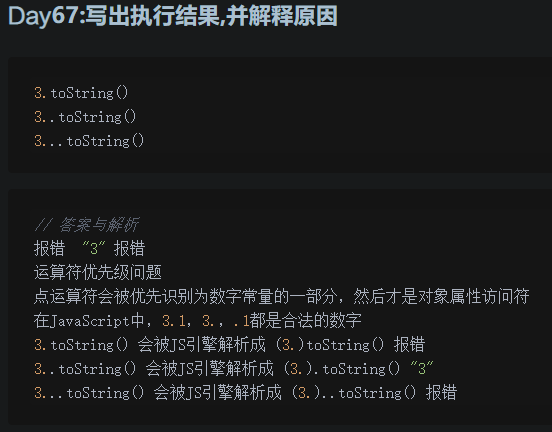 Day67:写出执行结果,并解释原因
3.toString()
3..toString()
3...toString()
// 答案与解析
报错 "3" 报错
运算符优先级问题
点运算符会被优先识别为数字常量的一部分，然后才是对象属性访问符
在JavaScript中，3.1，3.，.1都是合法的数字
3.toString() 会被JS引擎解析成 (3.)toString() 报错
3..toString() 会被JS引擎解析成 (3.).toString() "3"
3...toString() 会被JS引擎解析成 (3.)..toString() 报错